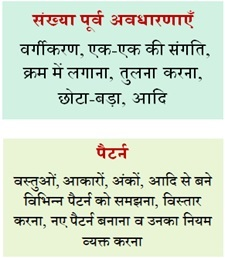 संख्या पूर्व अवधारणाएँ
वर्गीकरण, एक-एक की संगति,
क्रम में लगाना, तुलना करना,
छोटा-बड़ा, आदि
पैटर्न
वस्तुओं, आकारों, अंकों, आदि से बने
विभिन्न पैटर्न को समझना, विस्तार
करना, नए पैटर्न बनाना व उनका नियम
व्यक्त करना